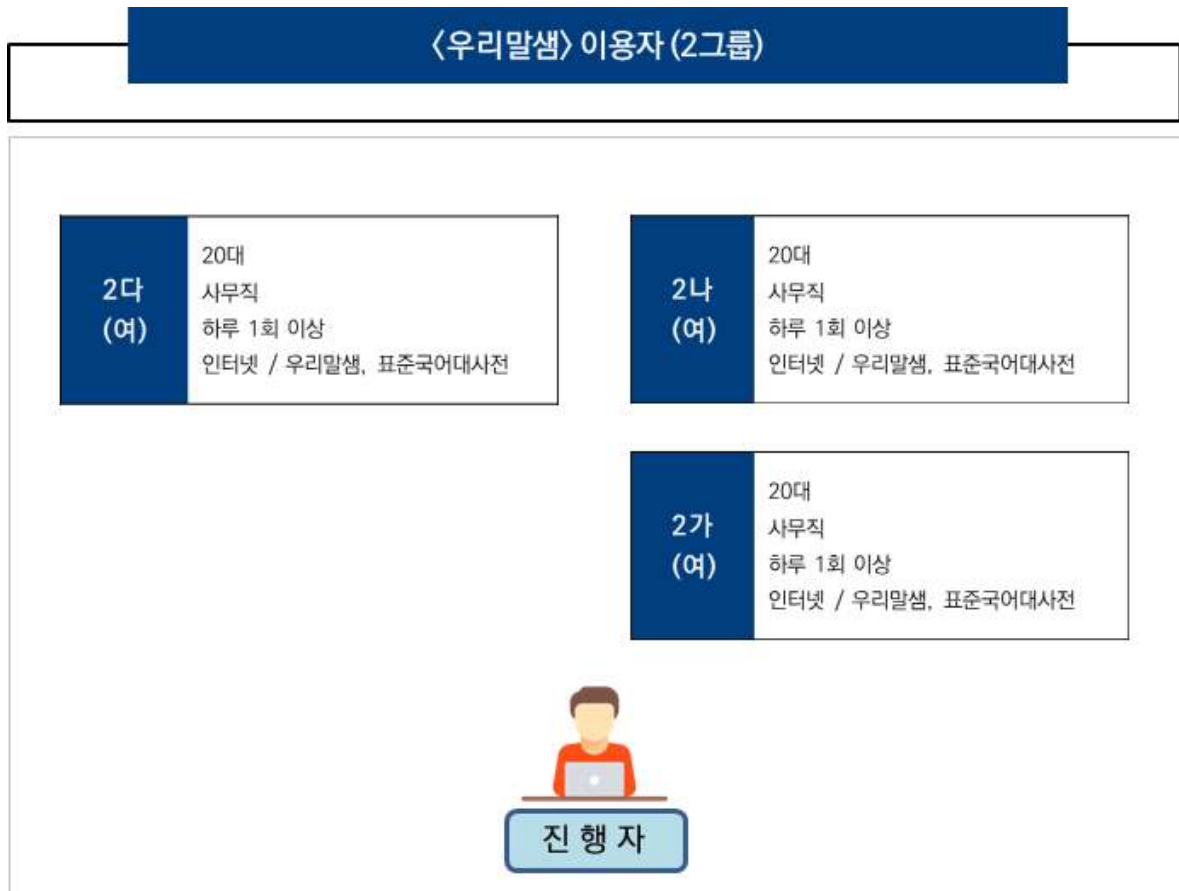 〈우리말샘〉 이용자 (2그룹)
2다
(여)
20대
사무직
하루 1회 이상
인터넷 / 우리말샘, 표준국어대사전
2나
(여)
20대
사무직
하루 1회 이상
인터넷 / 우리말샘, 표준국어대사전
2가
(여)
20대
사무직
하루 1회 이상
인터넷 / 우리말샘, 표준국어대사전
진 행 자